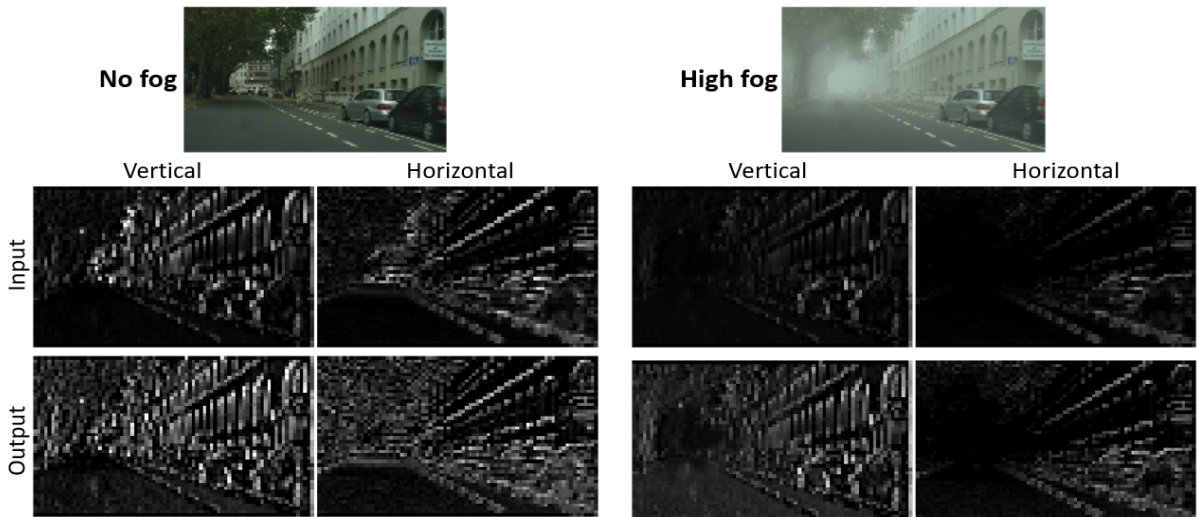 No fog
High fog
Vertical
Horizontal
Vertical
Horizontal
Input
Output